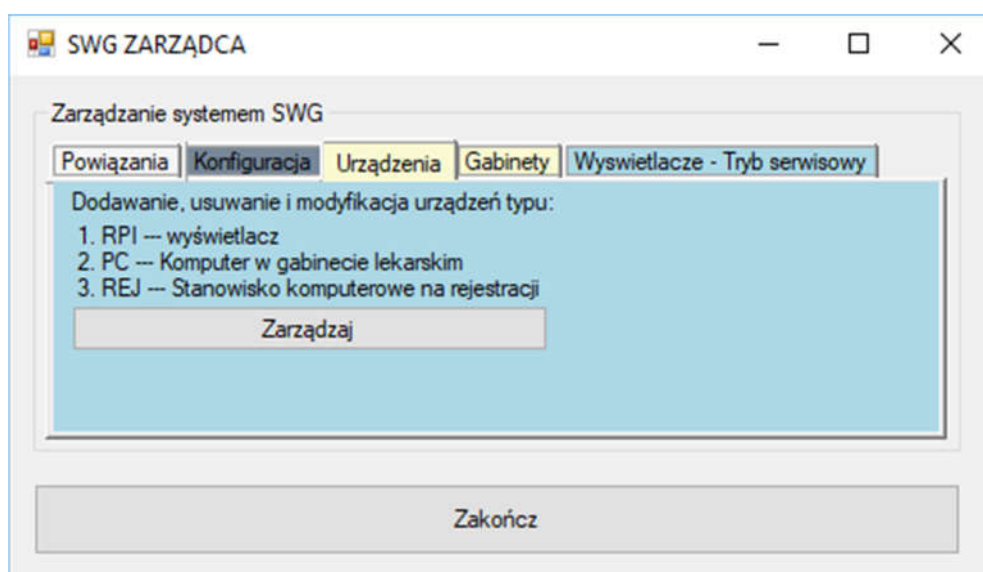 SWG ZARZĄDCA
Zarządzanie systemem SWG
Powiązania Konfiguracja Urządzenia Gabinety Wyswietlacze - Tryb serwisowy
Dodawanie, usuwanie i modyfikacja urządzeń typu:
1. RPI --- wyświetlacz
2. PC --- Komputer w gabinecie lekarskim
3. REJ --- Stanowisko komputerowe na rejestracji
Zarządzaj
Zakończ